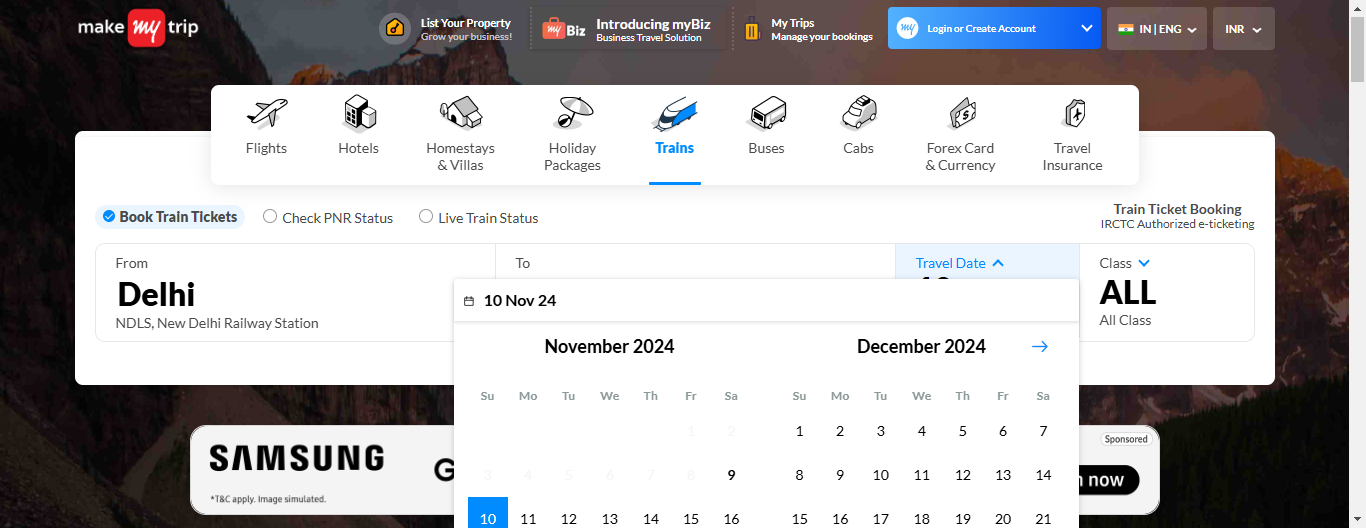 make my trip
List Your Property
Grow your business!
my Biz
Introducing myBiz
Business Travel Solution
My Trips
Manage your bookings
my
Login or Create Account
IN | ENG
INR
Flights
Hotels
Homestays
& Villas
Holiday
Packages
Trains
Buses
Cabs
Forex Card
& Currency
Travel
Insurance
Book Train Tickets
Check PNR Status
Live Train Status
Train Ticket Booking
IRCTC Authorized e-ticketing
From
Delhi
NDLS, New Delhi Railway Station
To
Travel Date
Class
ALL
All Class
10 Nov 24
November 2024
December 2024
Su Mo Tu We Th Fr Sa
1 2
3 4 5 6 7 8 9
10 11 12 13 14 15 16
Su Mo Tu We Th Fr Sa
1 2 3 4 5 6 7
8 9 10 11 12 13 14
15 16 17 18 19 20 21
SAMSUNG
G
*T&C apply. Image simulated.
Sponsored
now